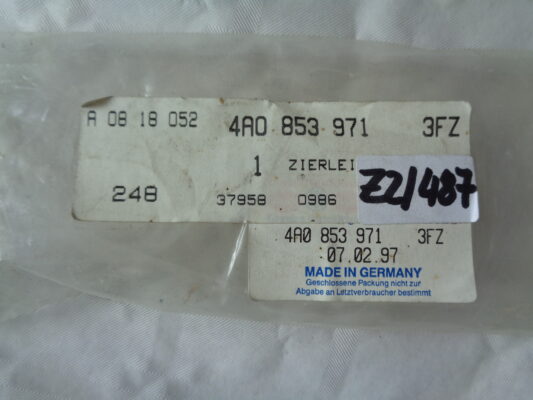 A 08 18 052 4A0 853 971 3FZ
1 ZIERLEI
Z2/487
248 37958 0986
4A0 853 971 3FZ
07.02.97
MADE IN GERMANY
Geschlossene Packung nicht zur
Abgabe an Letztverbraucher bestimmt